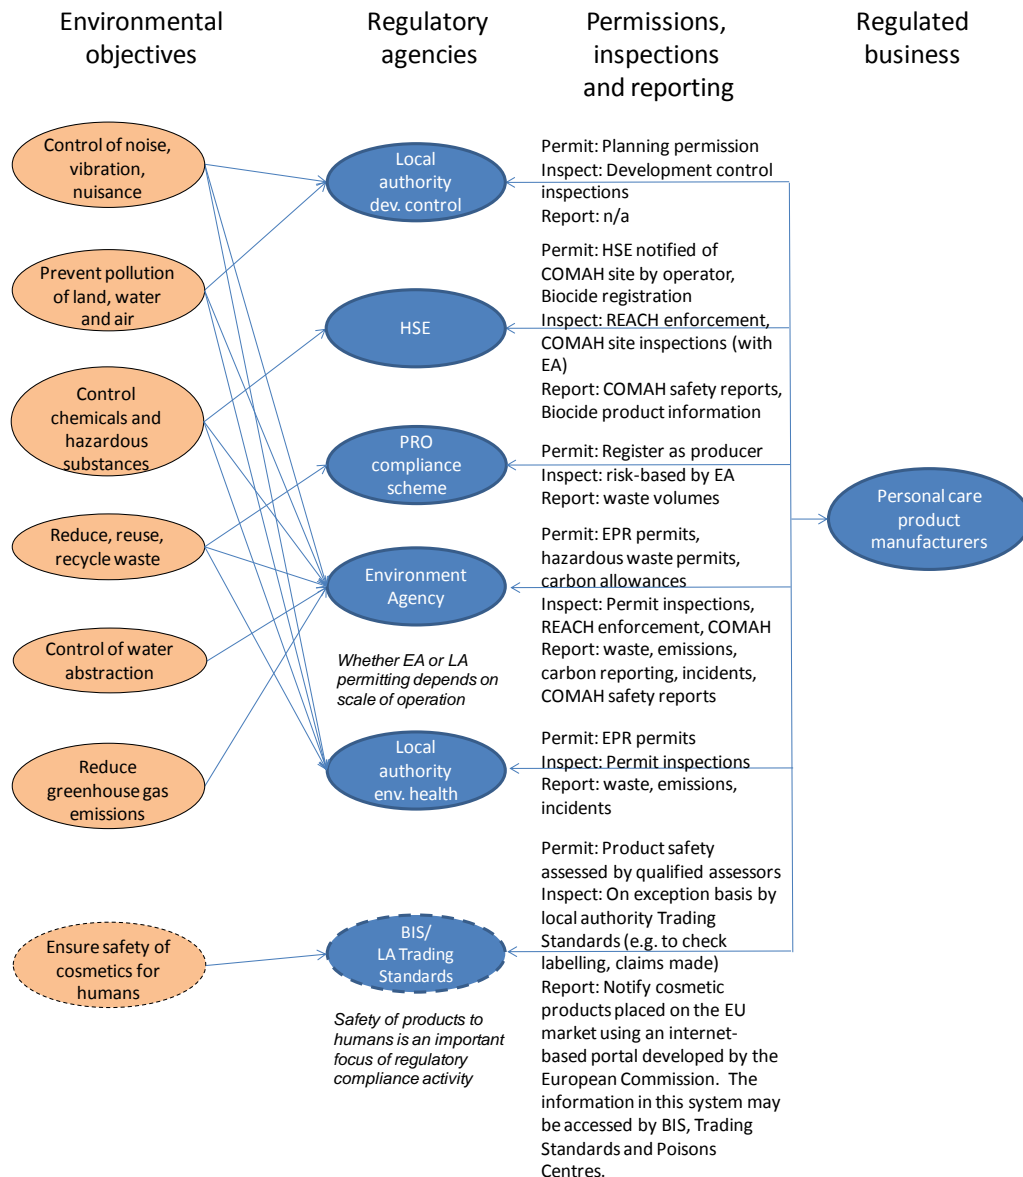 Environmental
objectives
Regulatory
agencies
Permissions,
inspections
and reporting
Regulated
business
Control of noise,
vibration,
nuisance
Prevent pollution
of land, water
and air
Control
chemicals and
hazardous
substances
Reduce, reuse,
recycle waste
Control of water
abstraction
Reduce
greenhouse gas
emissions
Ensure safety of
cosmetics for
humans
Local
authority
dev. control
HSE
PRO
compliance
scheme
Environment
Agency
Whether EA or LA
permitting depends on
scale of operation
Local
authority
env. health
BIS/
LA Trading
Standards
Safety of products to
humans is an important
focus of regulatory
compliance activity
Permit: Planning permission
Inspect: Development control
inspections
Report: n/a
Permit: HSE notified of
COMAH site by operator,
Biocide registration
Inspect: REACH enforcement,
COMAH site inspections (with
EA)
Report: COMAH safety reports,
Biocide product information
Permit: Register as producer
Inspect: risk-based by EA
Report: waste volumes
Permit: EPR permits,
hazardous waste permits,
carbon allowances
Inspect: Permit inspections,
REACH enforcement, COMAH
Report: waste, emissions,
carbon reporting, incidents,
COMAH safety reports
Permit: EPR permits
Inspect: Permit inspections
Report: waste, emissions,
incidents
Permit: Product safety
assessed by qualified assessors
Inspect: On exception basis by
local authority Trading
Standards (e.g. to check
labelling, claims made)
Report: Notify cosmetic
products placed on the EU
market using an internet-
based portal developed by the
European Commission.  The
information in this system may
be accessed by BIS, Trading
Standards and Poisons
Centres.
Personal care
product
manufacturers